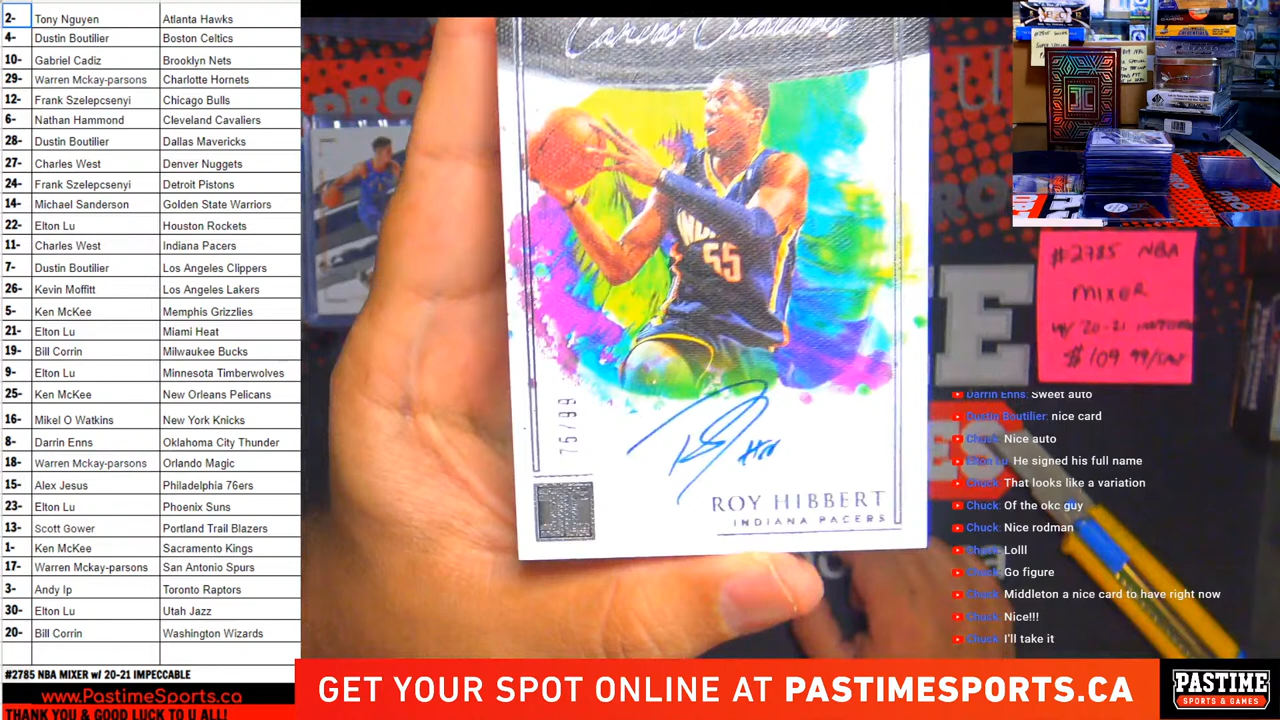 2- Tony Nguyen Atlanta Hawks
4- Dustin Boutilier Boston Celtics
10- Gabriel Cadiz Brooklyn Nets
29- Warren Mckay-parsons Charlotte Hornets
12- Frank Szelepcsenyi Chicago Bulls
6- Nathan Hammond Cleveland Cavaliers
28- Dustin Boutilier Dallas Mavericks
27- Charles West Denver Nuggets
24- Frank Szelepcsenyi Detroit Pistons
14- Michael Sanderson Golden State Warriors
22- Elton Lu Houston Rockets
11- Charles West Indiana Pacers
7- Dustin Boutilier Los Angeles Clippers
26- Kevin Moffitt Los Angeles Lakers
5- Ken McKee Memphis Grizzlies
21- Elton Lu Miami Heat
19- Bill Corrin Milwaukee Bucks
9- Elton Lu Minnesota Timberwolves
25- Ken McKee New Orleans Pelicans
16- Mikel O Watkins New York Knicks
8- Darrin Enns Oklahoma City Thunder
18- Warren Mckay-parsons Orlando Magic
15- Alex Jesus Philadelphia 76ers
23- Elton Lu Phoenix Suns
13- Scott Gower Portland Trail Blazers
1- Ken McKee Sacramento Kings
17- Warren Mckay-parsons San Antonio Spurs
3- Andy Ip Toronto Raptors
30- Elton Lu Utah Jazz
20- Bill Corrin Washington Wizards
#2785 NBA MIXER w/ 20-21 IMPECCABLE
www.PastimeSports.ca
THANK YOU & GOOD LUCK TO U ALL!
55
75/99
ROY HIBBERT
INDIANA PACERS
#2785 NBA
MIXER
w/ 20-21
$109.99
Darrin Enns: Sweet auto
Dustin Boutilier: nice card
Chuck: Nice auto
Elton Lu: He signed his full name
Chuck: That looks like a variation
Chuck: Of the okc guy
Chuck: Nice rodman
Chuck: Lolll
Chuck: Go figure
Chuck: Middleton a nice card to have right now
Chuck: Nice!!!
Chuck: I'll take it
GET YOUR SPOT ONLINE AT PASTIMESPORTS.CA
PASTIME
SPORTS & GAMES